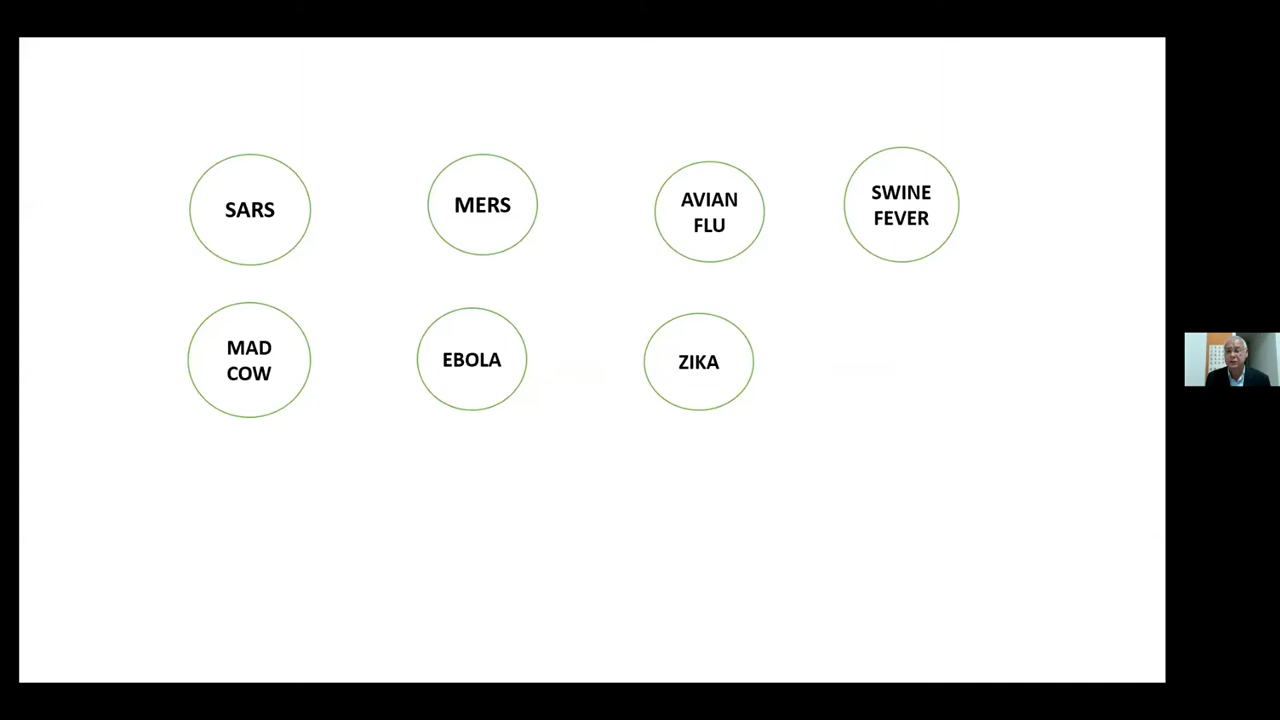 SARS
MERS
AVIAN
FLU
SWINE
FEVER
MAD
COW
EBOLA
ZIKA